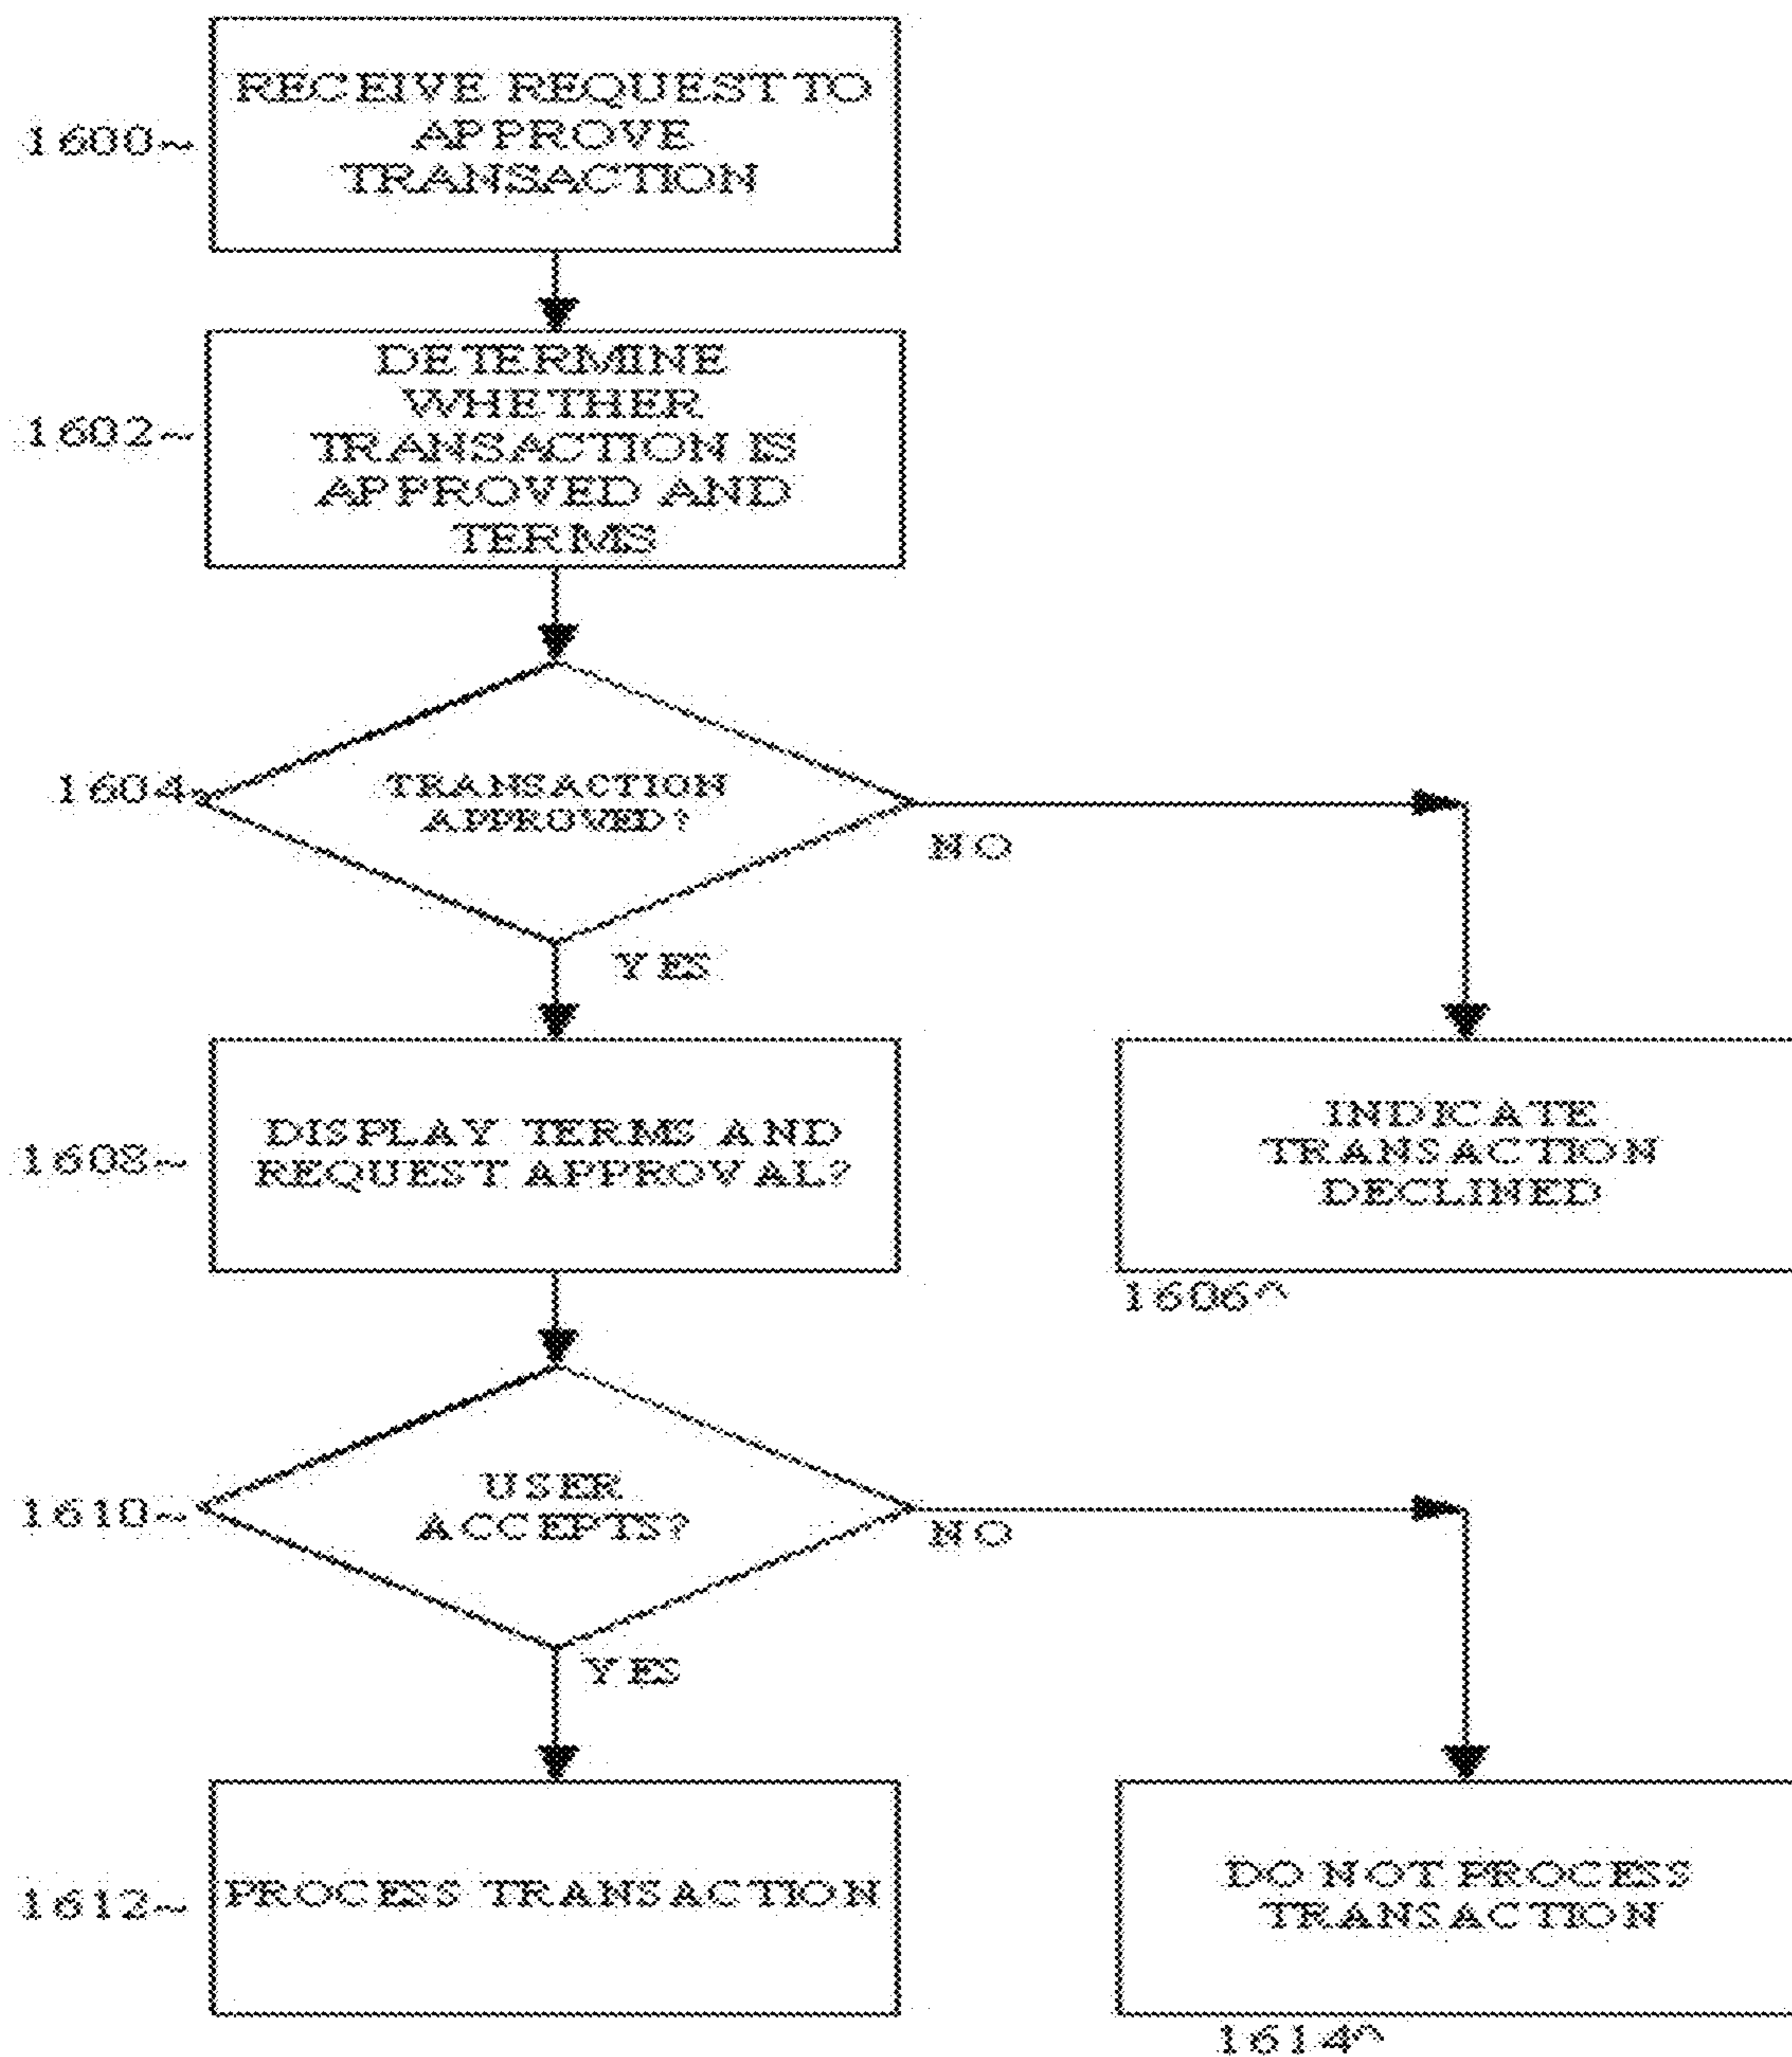 RECEIVE REQUEST TO
APPROVE
TRANSACTION
1600~
DETERMINE
WHETHER
TRANSACTION IS
APPROVED AND
TERMS
1602~
TRANSACTION
APPROVED?
1604~
NO
YES
DISPLAY TERMS AND
REQUEST APPROVAL?
1608~
INDICATE
TRANSACTION
DECLINED
1606^
USER
ACCEPTS?
1610~
NO
YES
PROCESS TRANSACTION
1612~
DO NOT PROCESS
TRANSACTION
1614^